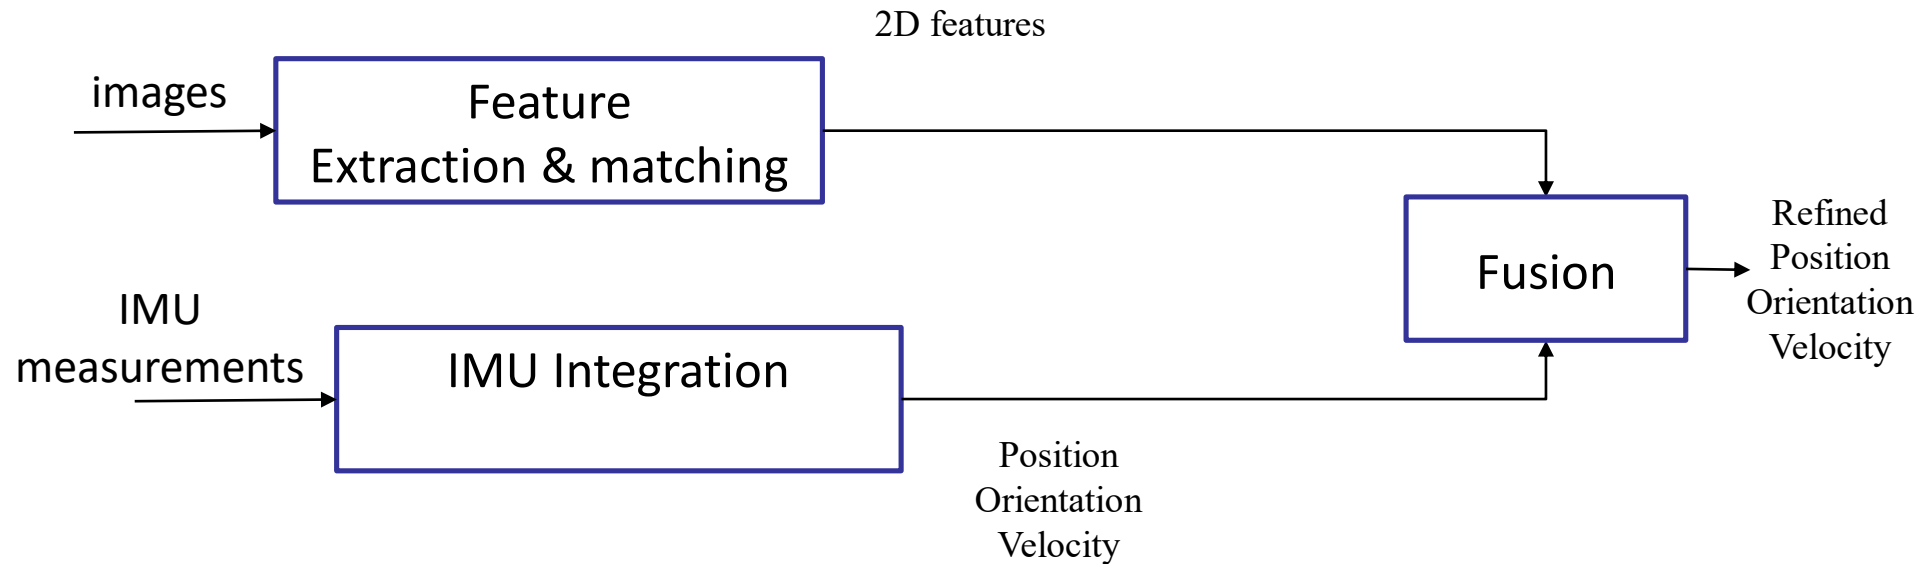 2D features
images
Feature
Extraction & matching
Refined
Position
Orientation
Velocity
Fusion
IMU
measurements
IMU Integration
Position
Orientation
Velocity